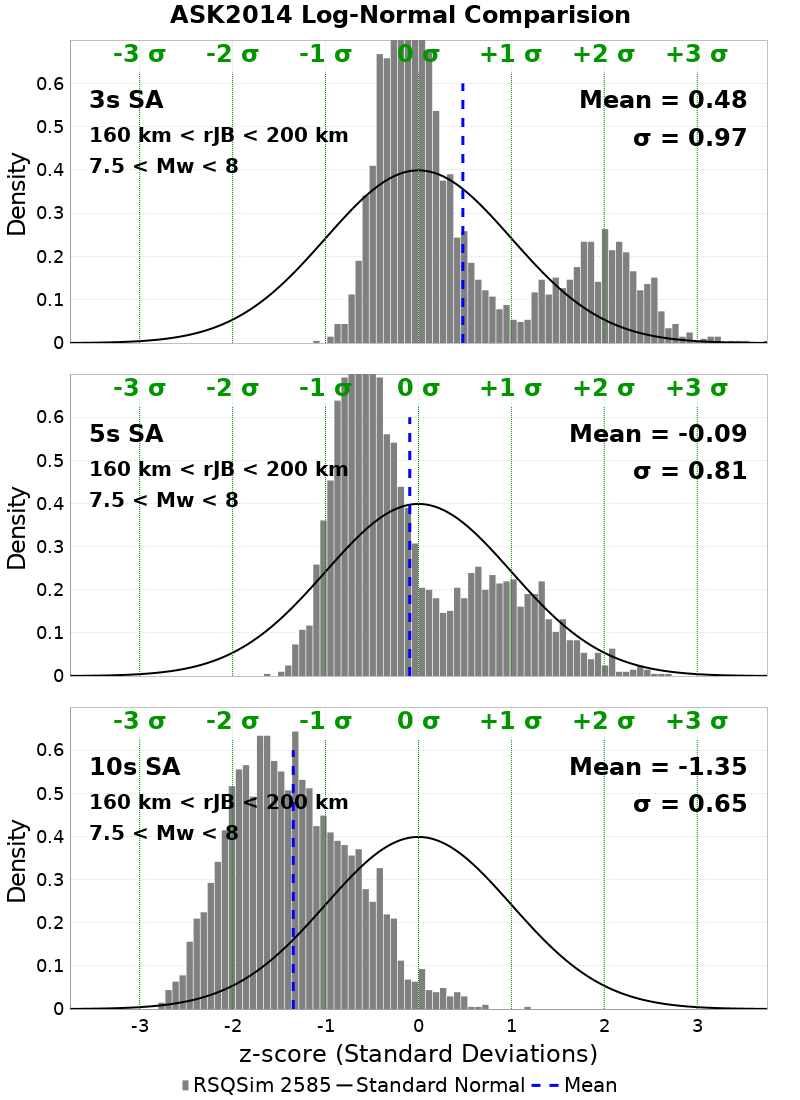 ASK2014 Log-Normal Comparision
-3 σ -2 σ -1 σ 0 σ +1 σ +2 σ +3 σ
0.6
3s SA Mean = 0.48
0.5
160 km < rJB < 200 km σ = 0.97
7.5 < Mw < 8
0.4
Density
0.3
0.2
0.1
0
-3 σ -2 σ -1 σ 0 σ +1 σ +2 σ +3 σ
0.6
5s SA Mean = -0.09
0.5
160 km < rJB < 200 km σ = 0.81
7.5 < Mw < 8
0.4
Density
0.3
0.2
0.1
0
-3 σ -2 σ -1 σ 0 σ +1 σ +2 σ +3 σ
0.6
10s SA Mean = -1.35
0.5
160 km < rJB < 200 km σ = 0.65
7.5 < Mw < 8
0.4
Density
0.3
0.2
0.1
0
-3 -2 -1 0 1 2 3
z-score (Standard Deviations)
RSQSim 2585 Standard Normal Mean